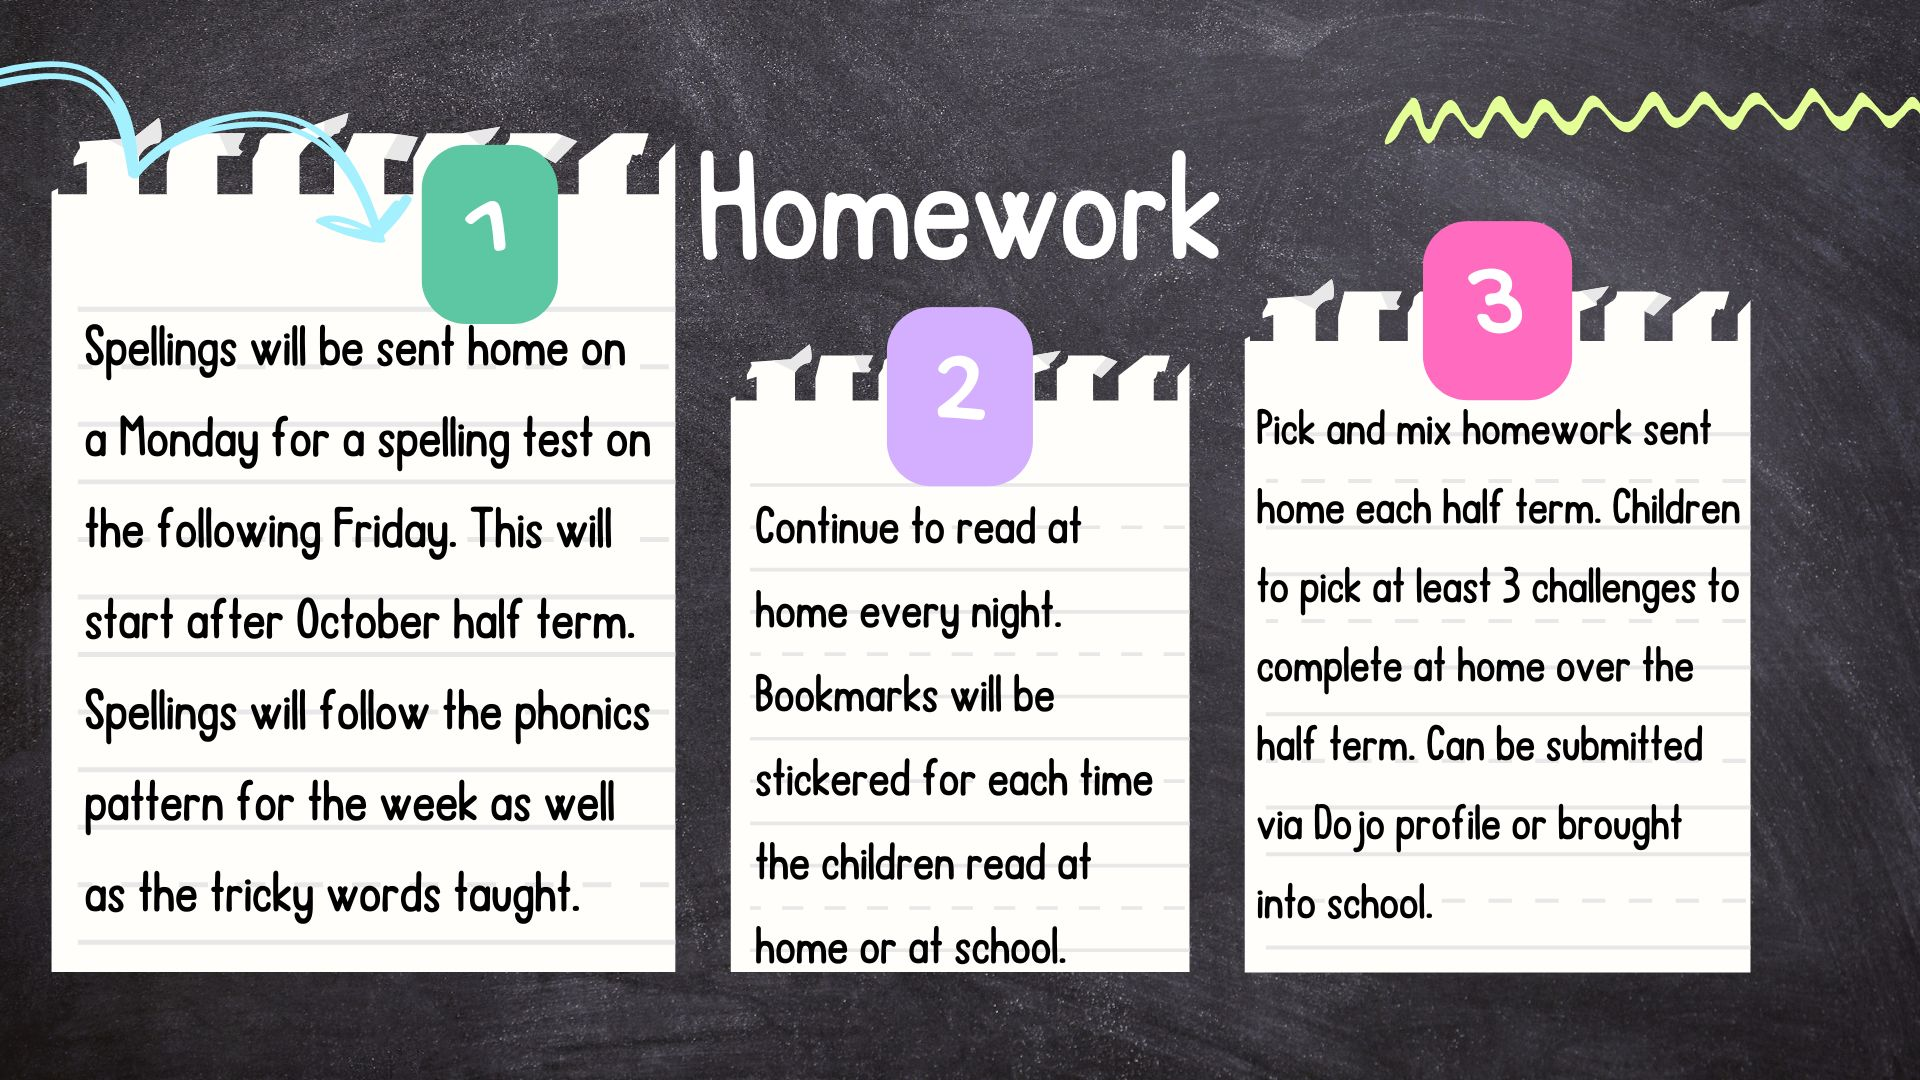 Homework
1
Spellings will be sent home on
a Monday for a spelling test on
the following Friday. This will
start after October half term.
Spellings will follow the phonics
pattern for the week as well
as the tricky words taught.
2
Continue to read at
home every night.
Bookmarks will be
stickered for each time
the children read at
home or at school.
3
Pick and mix homework sent
home each half term. Children
to pick at least 3 challenges to
complete at home over the
half term. Can be submitted
via Dojo profile or brought
into school.